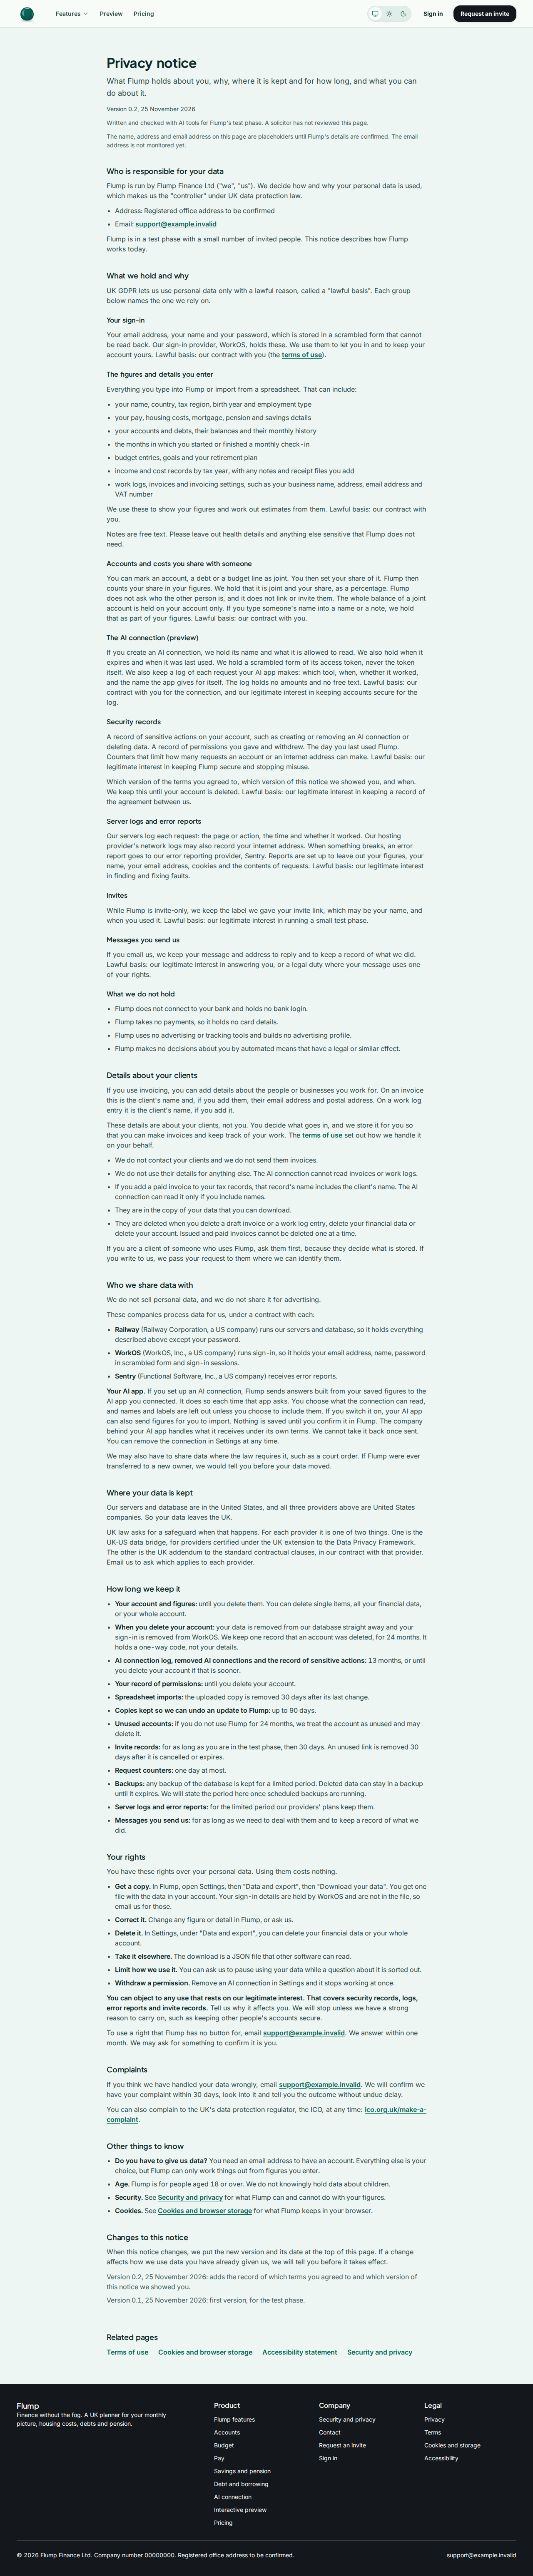 Features
Preview
Pricing
Sign in
Request an invite
Privacy notice
What Flump holds about you, why, where it is kept and for how long, and what you can
do about it.
Version 0.2, 25 November 2026
Written and checked with AI tools for Flump's test phase. A solicitor has not reviewed this page.
The name, address and email address on this page are placeholders until Flump's details are confirmed. The email
address is not monitored yet.
Who is responsible for your data
Flump is run by Flump Finance Ltd ("we", "us"). We decide how and why your personal data is used,
which makes us the "controller" under UK data protection law.
• Address: Registered office address to be confirmed
• Email: support@example.invalid
Flump is in a test phase with a small number of invited people. This notice describes how Flump
works today.
What we hold and why
UK GDPR lets us use personal data only with a lawful reason, called a "lawful basis". Each group
below names the one we rely on.
Your sign-in
Your email address, your name and your password, which is stored in a scrambled form that cannot
be read back. Our sign-in provider, WorkOS, holds these. We use them to let you in and to keep your
account yours. Lawful basis: our contract with you (the terms of use).
The figures and details you enter
Everything you type into Flump or import from a spreadsheet. That can include:
• your name, country, tax region, birth year and employment type
• your pay, housing costs, mortgage, pension and savings details
• your accounts and debts, their balances and their monthly history
• the months in which you started or finished a monthly check-in
• budget entries, goals and your retirement plan
• income and cost records by tax year, with any notes and receipt files you add
• work logs, invoices and invoicing settings, such as your business name, address, email address and
VAT number
We use these to show your figures and work out estimates from them. Lawful basis: our contract with
you.
Notes are free text. Please leave out health details and anything else sensitive that Flump does not
need.
Accounts and costs you share with someone
You can mark an account, a debt or a budget line as joint. You then set your share of it. Flump then
counts your share in your figures. We hold that it is joint and your share, as a percentage. Flump
does not ask who the other person is, and it does not link or invite them. The whole balance of a joint
account is held on your account only. If you type someone's name into a name or a note, we hold
that as part of your figures. Lawful basis: our contract with you.
The AI connection (preview)
If you create an AI connection, we hold its name and what it is allowed to read. We also hold when it
expires and when it was last used. We hold a scrambled form of its access token, never the token
itself. We also keep a log of each request your AI app makes: which tool, when, whether it worked,
and the name the app gives for itself. The log holds no amounts and no free text. Lawful basis: our
contract with you for the connection, and our legitimate interest in keeping accounts secure for the
log.
Security records
A record of sensitive actions on your account, such as creating or removing an AI connection or
deleting data. A record of permissions you gave and withdrew. The day you last used Flump.
Counters that limit how many requests an account or an internet address can make. Lawful basis: our
legitimate interest in keeping Flump secure and stopping misuse.
Which version of the terms you agreed to, which version of this notice we showed you, and when.
We keep this until your account is deleted. Lawful basis: our legitimate interest in keeping a record of
the agreement between us.
Server logs and error reports
Our servers log each request: the page or action, the time and whether it worked. Our hosting
provider's network logs may also record your internet address. When something breaks, an error
report goes to our error reporting provider, Sentry. Reports are set up to leave out your figures, your
name, your email address, cookies and the contents of requests. Lawful basis: our legitimate interest
in finding and fixing faults.
Invites
While Flump is invite-only, we keep the label we gave your invite link, which may be your name, and
when you used it. Lawful basis: our legitimate interest in running a small test phase.
Messages you send us
If you email us, we keep your message and address to reply and to keep a record of what we did.
Lawful basis: our legitimate interest in answering you, or a legal duty where your message uses one
of your rights.
What we do not hold
• Flump does not connect to your bank and holds no bank login.
• Flump takes no payments, so it holds no card details.
• Flump uses no advertising or tracking tools and builds no advertising profile.
• Flump makes no decisions about you by automated means that have a legal or similar effect.
Details about your clients
If you use invoicing, you can add details about the people or businesses you work for. On an invoice
this is the client's name and, if you add them, their email address and postal address. On a work log
entry it is the client's name, if you add it.
These details are about your clients, not you. You decide what goes in, and we store it for you so
that you can make invoices and keep track of your work. The terms of use set out how we handle it
on your behalf.
• We do not contact your clients and we do not send them invoices.
• We do not use their details for anything else. The AI connection cannot read invoices or work logs.
• If you add a paid invoice to your tax records, that record's name includes the client's name. The AI
connection can read it only if you include names.
• They are in the copy of your data that you can download.
• They are deleted when you delete a draft invoice or a work log entry, delete your financial data or
delete your account. Issued and paid invoices cannot be deleted one at a time.
If you are a client of someone who uses Flump, ask them first, because they decide what is stored. If
you write to us, we pass your request to them where we can identify them.
Who we share data with
We do not sell personal data, and we do not share it for advertising.
These companies process data for us, under a contract with each:
• Railway (Railway Corporation, a US company) runs our servers and database, so it holds everything
described above except your password.
• WorkOS (WorkOS, Inc., a US company) runs sign-in, so it holds your email address, name, password
in scrambled form and sign-in sessions.
• Sentry (Functional Software, Inc., a US company) receives error reports.
Your AI app. If you set up an AI connection, Flump sends answers built from your saved figures to the
AI app you connected. It does so each time that app asks. You choose what the connection can read,
and names and labels are left out unless you choose to include them. If you switch it on, your AI app
can also send figures for you to import. Nothing is saved until you confirm it in Flump. The company
behind your AI app handles what it receives under its own terms. We cannot take it back once sent.
You can remove the connection in Settings at any time.
We may also have to share data where the law requires it, such as a court order. If Flump were ever
transferred to a new owner, we would tell you before your data moved.
Where your data is kept
Our servers and database are in the United States, and all three providers above are United States
companies. So your data leaves the UK.
UK law asks for a safeguard when that happens. For each provider it is one of two things. One is the
UK-US data bridge, for providers certified under the UK extension to the Data Privacy Framework.
The other is the UK addendum to the standard contractual clauses, in our contract with that provider.
Email us to ask which applies to each provider.
How long we keep it
• Your account and figures: until you delete them. You can delete single items, all your financial data,
or your whole account.
• When you delete your account: your data is removed from our database straight away and your
sign-in is removed from WorkOS. We keep one record that an account was deleted, for 24 months. It
holds a one-way code, not your details.
• AI connection log, removed AI connections and the record of sensitive actions: 13 months, or until
you delete your account if that is sooner.
• Your record of permissions: until you delete your account.
• Spreadsheet imports: the uploaded copy is removed 30 days after its last change.
• Copies kept so we can undo an update to Flump: up to 90 days.
• Unused accounts: if you do not use Flump for 24 months, we treat the account as unused and may
delete it.
• Invite records: for as long as you are in the test phase, then 30 days. An unused link is removed 30
days after it is cancelled or expires.
• Request counters: one day at most.
• Backups: any backup of the database is kept for a limited period. Deleted data can stay in a backup
until it expires. We will state the period here once scheduled backups are running.
• Server logs and error reports: for the limited period our providers' plans keep them.
• Messages you send us: for as long as we need to deal with them and to keep a record of what we
did.
Your rights
You have these rights over your personal data. Using them costs nothing.
• Get a copy. In Flump, open Settings, then "Data and export", then "Download your data". You get one
file with the data in your account. Your sign-in details are held by WorkOS and are not in the file, so
email us for those.
• Correct it. Change any figure or detail in Flump, or ask us.
• Delete it. In Settings, under "Data and export", you can delete your financial data or your whole
account.
• Take it elsewhere. The download is a JSON file that other software can read.
• Limit how we use it. You can ask us to pause using your data while a question about it is sorted out.
• Withdraw a permission. Remove an AI connection in Settings and it stops working at once.
You can object to any use that rests on our legitimate interest. That covers security records, logs,
error reports and invite records. Tell us why it affects you. We will stop unless we have a strong
reason to carry on, such as keeping other people's accounts secure.
To use a right that Flump has no button for, email support@example.invalid. We answer within one
month. We may ask for something to confirm it is you.
Complaints
If you think we have handled your data wrongly, email support@example.invalid. We will confirm we
have your complaint within 30 days, look into it and tell you the outcome without undue delay.
You can also complain to the UK's data protection regulator, the ICO, at any time: ico.org.uk/make-a-
complaint.
Other things to know
• Do you have to give us data? You need an email address to have an account. Everything else is your
choice, but Flump can only work things out from figures you enter.
• Age. Flump is for people aged 18 or over. We do not knowingly hold data about children.
• Security. See Security and privacy for what Flump can and cannot do with your figures.
• Cookies. See Cookies and browser storage for what Flump keeps in your browser.
Changes to this notice
When this notice changes, we put the new version and its date at the top of this page. If a change
affects how we use data you have already given us, we will tell you before it takes effect.
Version 0.2, 25 November 2026: adds the record of which terms you agreed to and which version of
this notice we showed you.
Version 0.1, 25 November 2026: first version, for the test phase.
Related pages
Terms of use
Cookies and browser storage
Accessibility statement
Security and privacy
Flump
Finance without the fog. A UK planner for your monthly
picture, housing costs, debts and pension.
Product
Flump features
Accounts
Budget
Pay
Savings and pension
Debt and borrowing
AI connection
Interactive preview
Pricing
Company
Security and privacy
Contact
Request an invite
Sign in
Legal
Privacy
Terms
Cookies and storage
Accessibility
© 2026 Flump Finance Ltd. Company number 00000000. Registered office address to be confirmed.
support@example.invalid